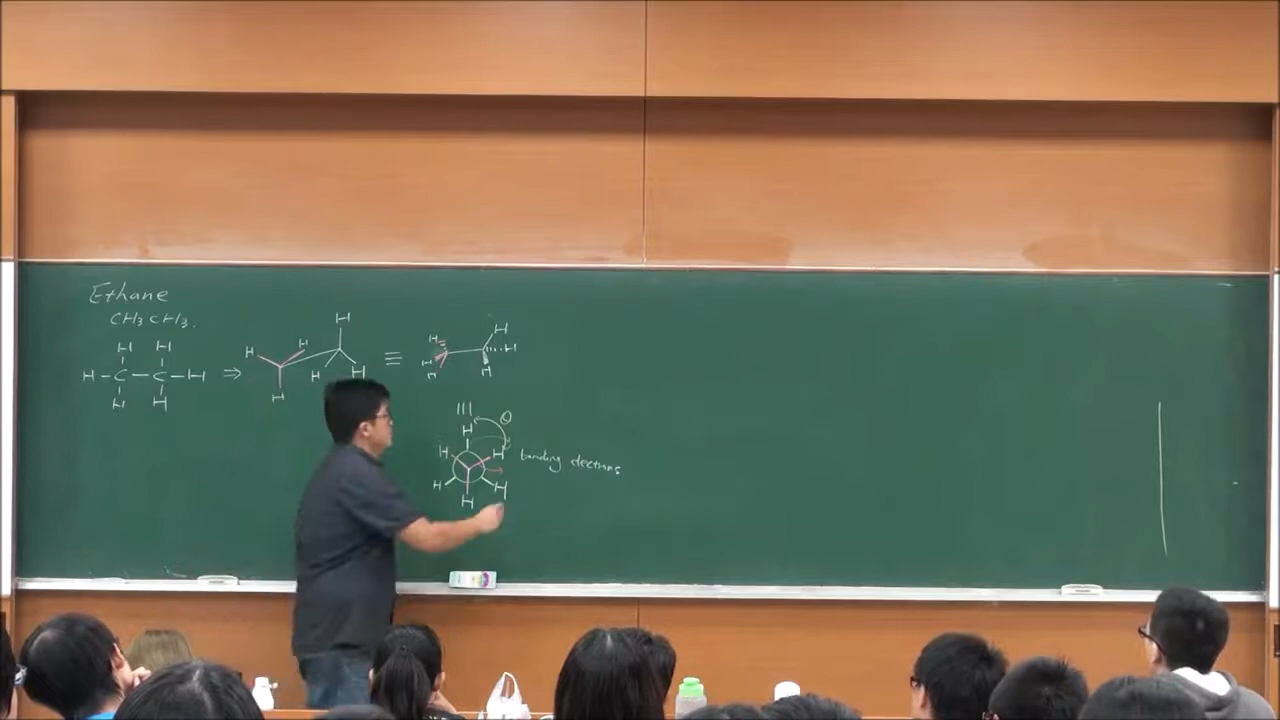 Ethane
CH3CH3.
H H
H-C-C-H ⇒
H H
H H H
H H H
≡
H H
H H
H H
|||
H θ
H H bonding electrons
H H
H